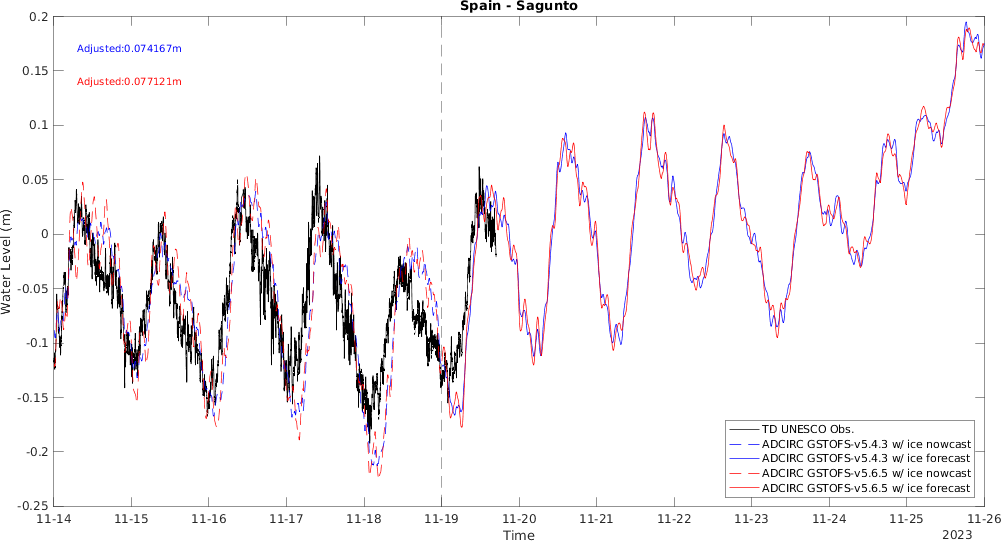 Spain - Sagunto
Adjusted:0.074167m
Adjusted:0.077121m
Water Level (m)
0.2
0.15
0.1
0.05
0
-0.05
-0.1
-0.15
-0.2
-0.25
TD UNESCO Obs.
ADCIRC GSTOFS-v5.4.3 w/ ice nowcast
ADCIRC GSTOFS-v5.4.3 w/ ice forecast
ADCIRC GSTOFS-v5.6.5 w/ ice nowcast
ADCIRC GSTOFS-v5.6.5 w/ ice forecast
11-14 11-15 11-16 11-17 11-18 11-19 11-20 11-21 11-22 11-23 11-24 11-25 11-26
Time
2023